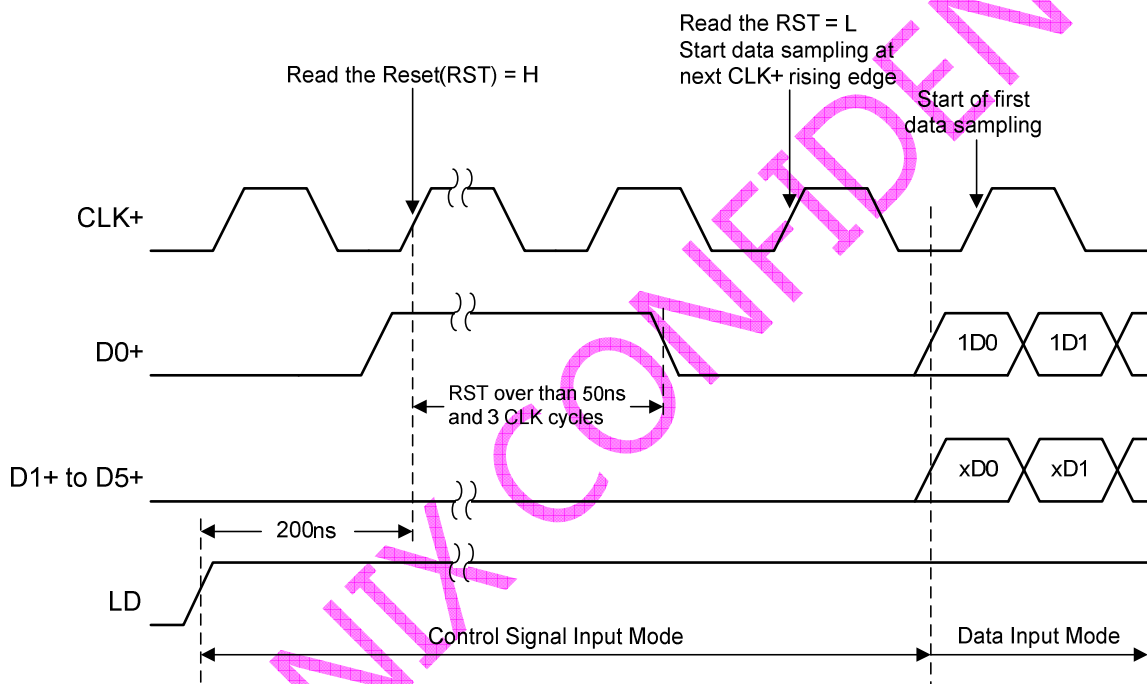 Read the RST = L
Start data sampling at
next CLK+ rising edge
Read the Reset(RST) = H
Start of first
data sampling
CLK+
D0+
1D0
1D1
RST over than 50ns
and 3 CLK cycles
D1+ to D5+
xD0
xD1
200ns
LD
Control Signal Input Mode
Data Input Mode
NIX CONFIDEN